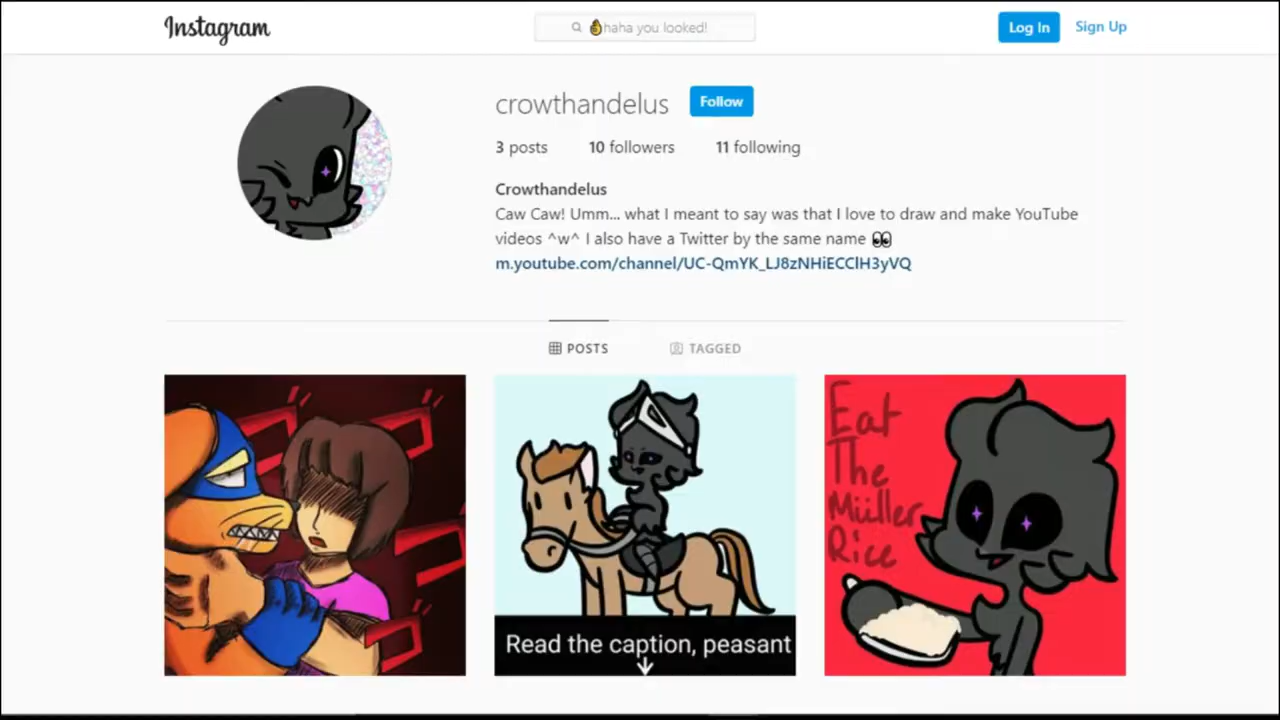 Instagram
👌haha you looked!
Log In
Sign Up
crowthandelus
Follow
3 posts
10 followers
11 following
Crowthandelus
Caw Caw! Umm... what I meant to say was that I love to draw and make YouTube
videos ^w^ I also have a Twitter by the same name 👀
m.youtube.com/channel/UC-QmYK_LJ8zNHiECClH3yVQ
POSTS
TAGGED
Read the caption, peasant
Eat
The
Müller
Rice